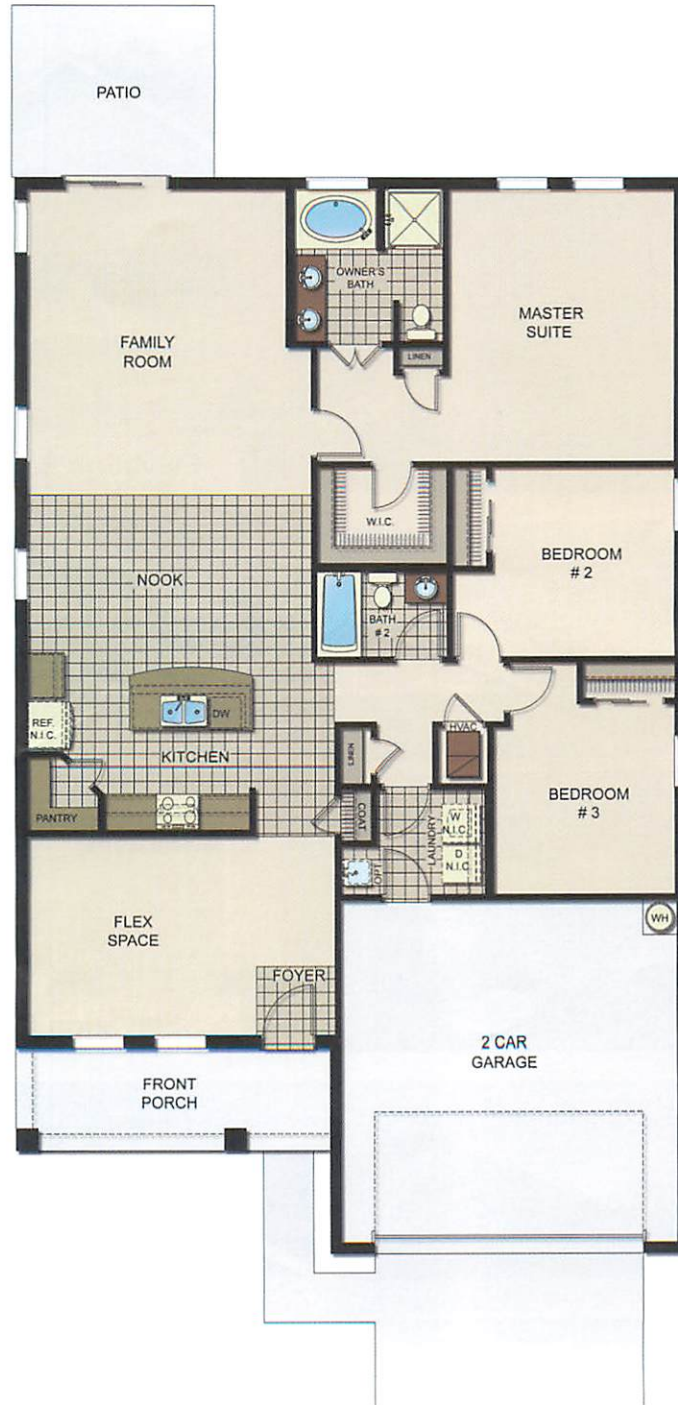 PATIO
OWNER'S
BATH
FAMILY
ROOM
MASTER
SUITE
LINEN
W.I.C.
BEDROOM
# 2
NOOK
BATH
#2
REF.
N.I.C.
DW
KITCHEN
HVAC
LINEN
PANTRY
COAT
LAUNDRY
W
N.I.C.
D
N.I.C
BEDROOM
# 3
OPT
FLEX
SPACE
FOYER
WH
2 CAR
GARAGE
FRONT
PORCH